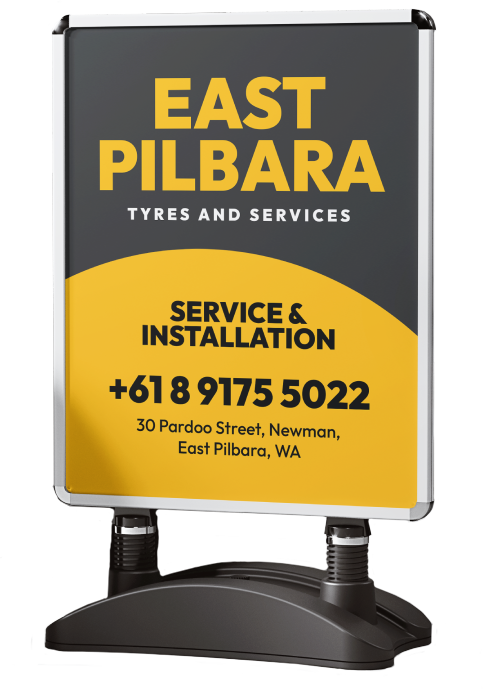 EAST
PILBARA
TYRES AND SERVICES
SERVICE &
INSTALLATION
+61 8 9175 5022
30 Pardoo Street, Newman,
East Pilbara, WA